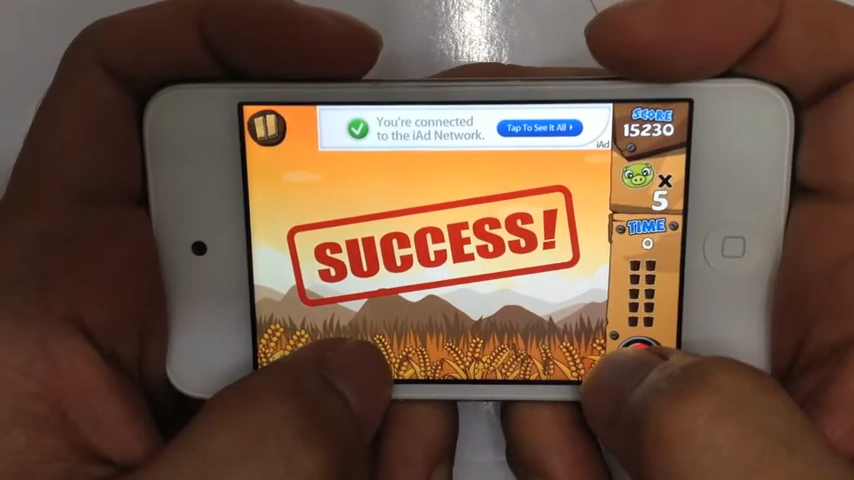 You're connected
to the iAd Network.
Tap To See It All
iAd
SCORE
15230
X
5
TIME
0
SUCCESS!